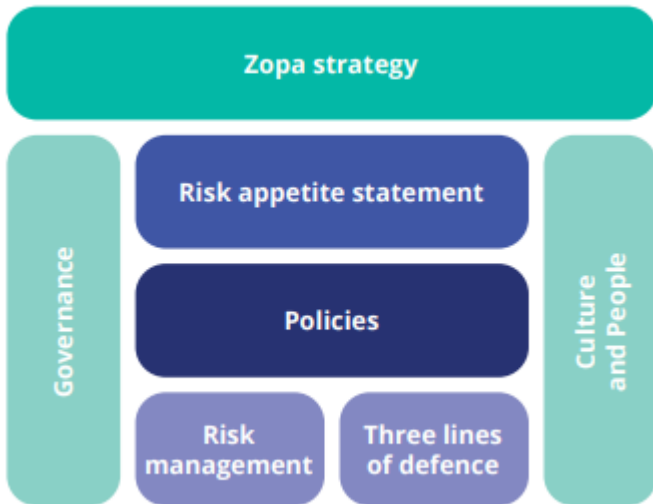 Zopa strategy
Governance
Risk appetite statement
Policies
Risk
management
Three lines
of defence
Culture
and People